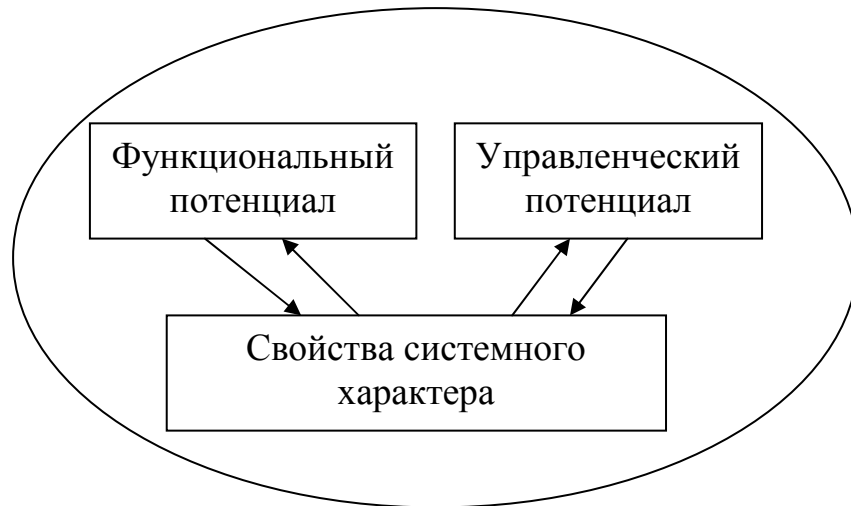 Функциональный
потенциал
Управленческий
потенциал
Свойства системного
характера